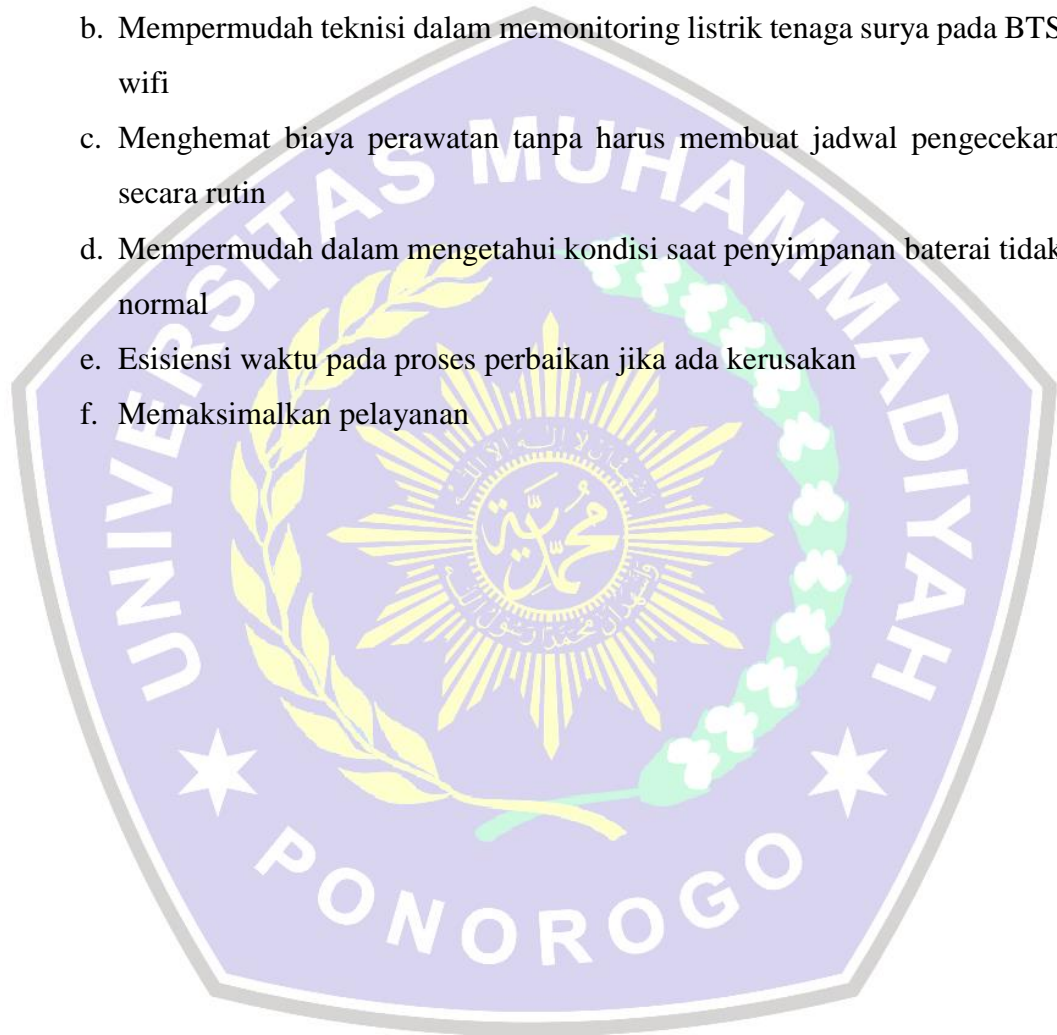 b. Mempermudah teknisi dalam memonitoring listrik tenaga surya pada BTS
wifi
c. Menghemat biaya perawatan tanpa harus membuat jadwal pengecekan
secara rutin
d. Mempermudah dalam mengetahui kondisi saat penyimpanan baterai tidak
normal
e. Esisiensi waktu pada proses perbaikan jika ada kerusakan
f. Memaksimalkan pelayanan
UNIVERSITAS MUHAMMADIYAH
PONOROGO
محمدية